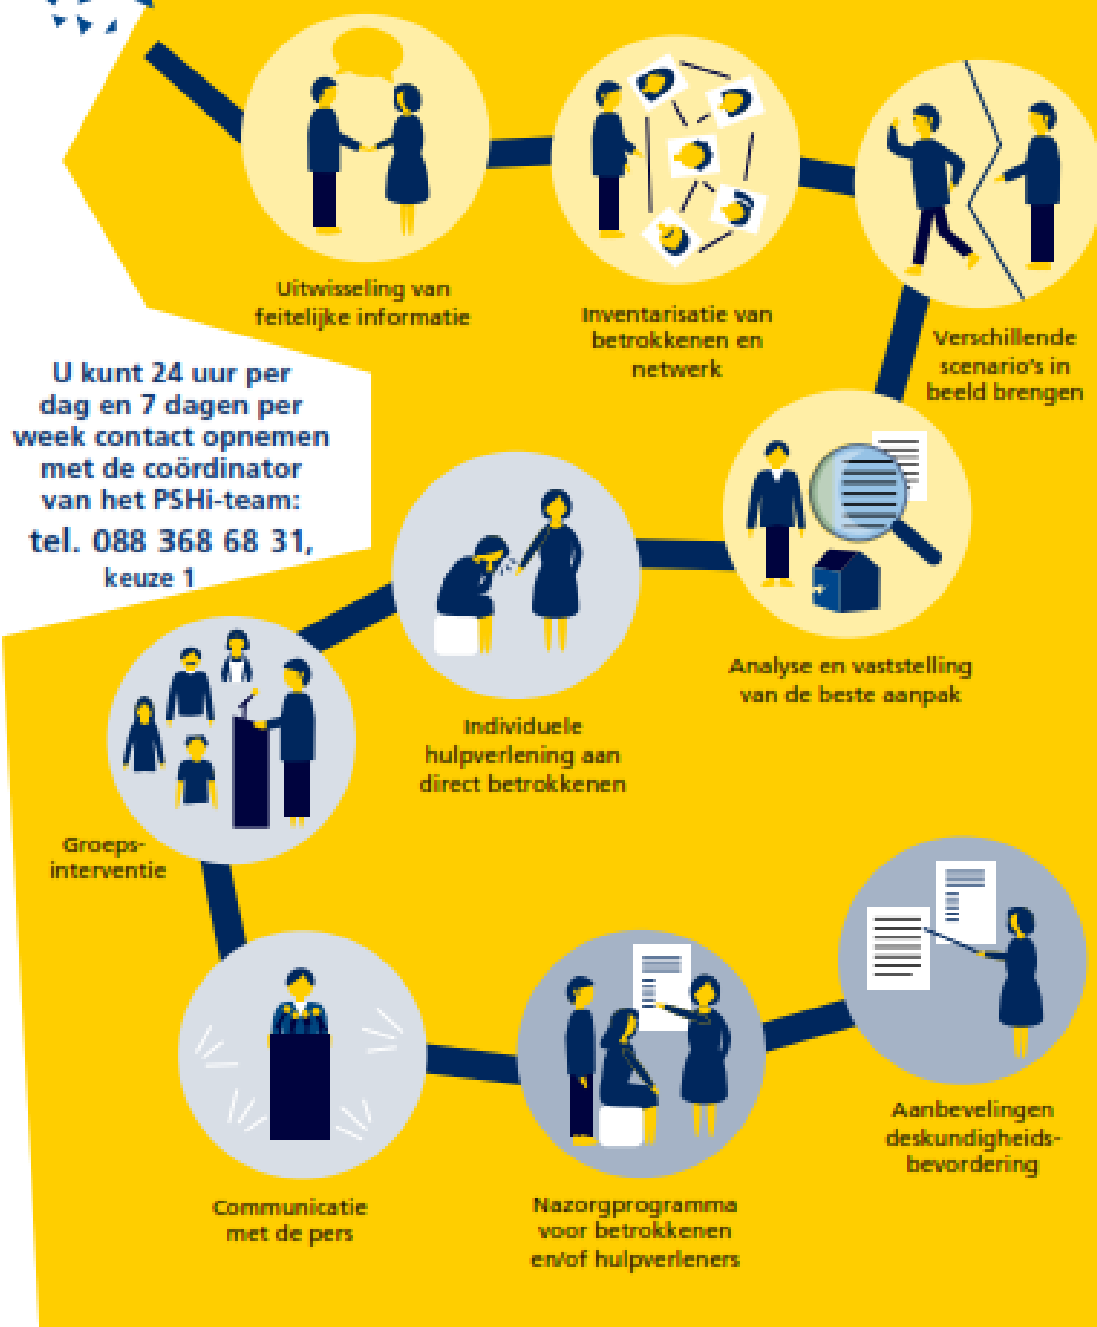 Uitwisseling van
feitelijke informatie
Inventarisatie van
betrokkenen en
netwerk
Verschillende
scenario's in
beeld brengen
U kunt 24 uur per
dag en 7 dagen per
week contact opnemen
met de coördinator
van het PSHi-team:
tel. 088 368 68 31,
keuze 1
Analyse en vaststelling
van de beste aanpak
Individuele
hulpverlening aan
direct betrokkenen
Groeps-
interventie
Communicatie
met de pers
Nazorgprogramma
voor betrokkenen
en/of hulpverleners
Aanbevelingen
deskundigheids-
bevordering